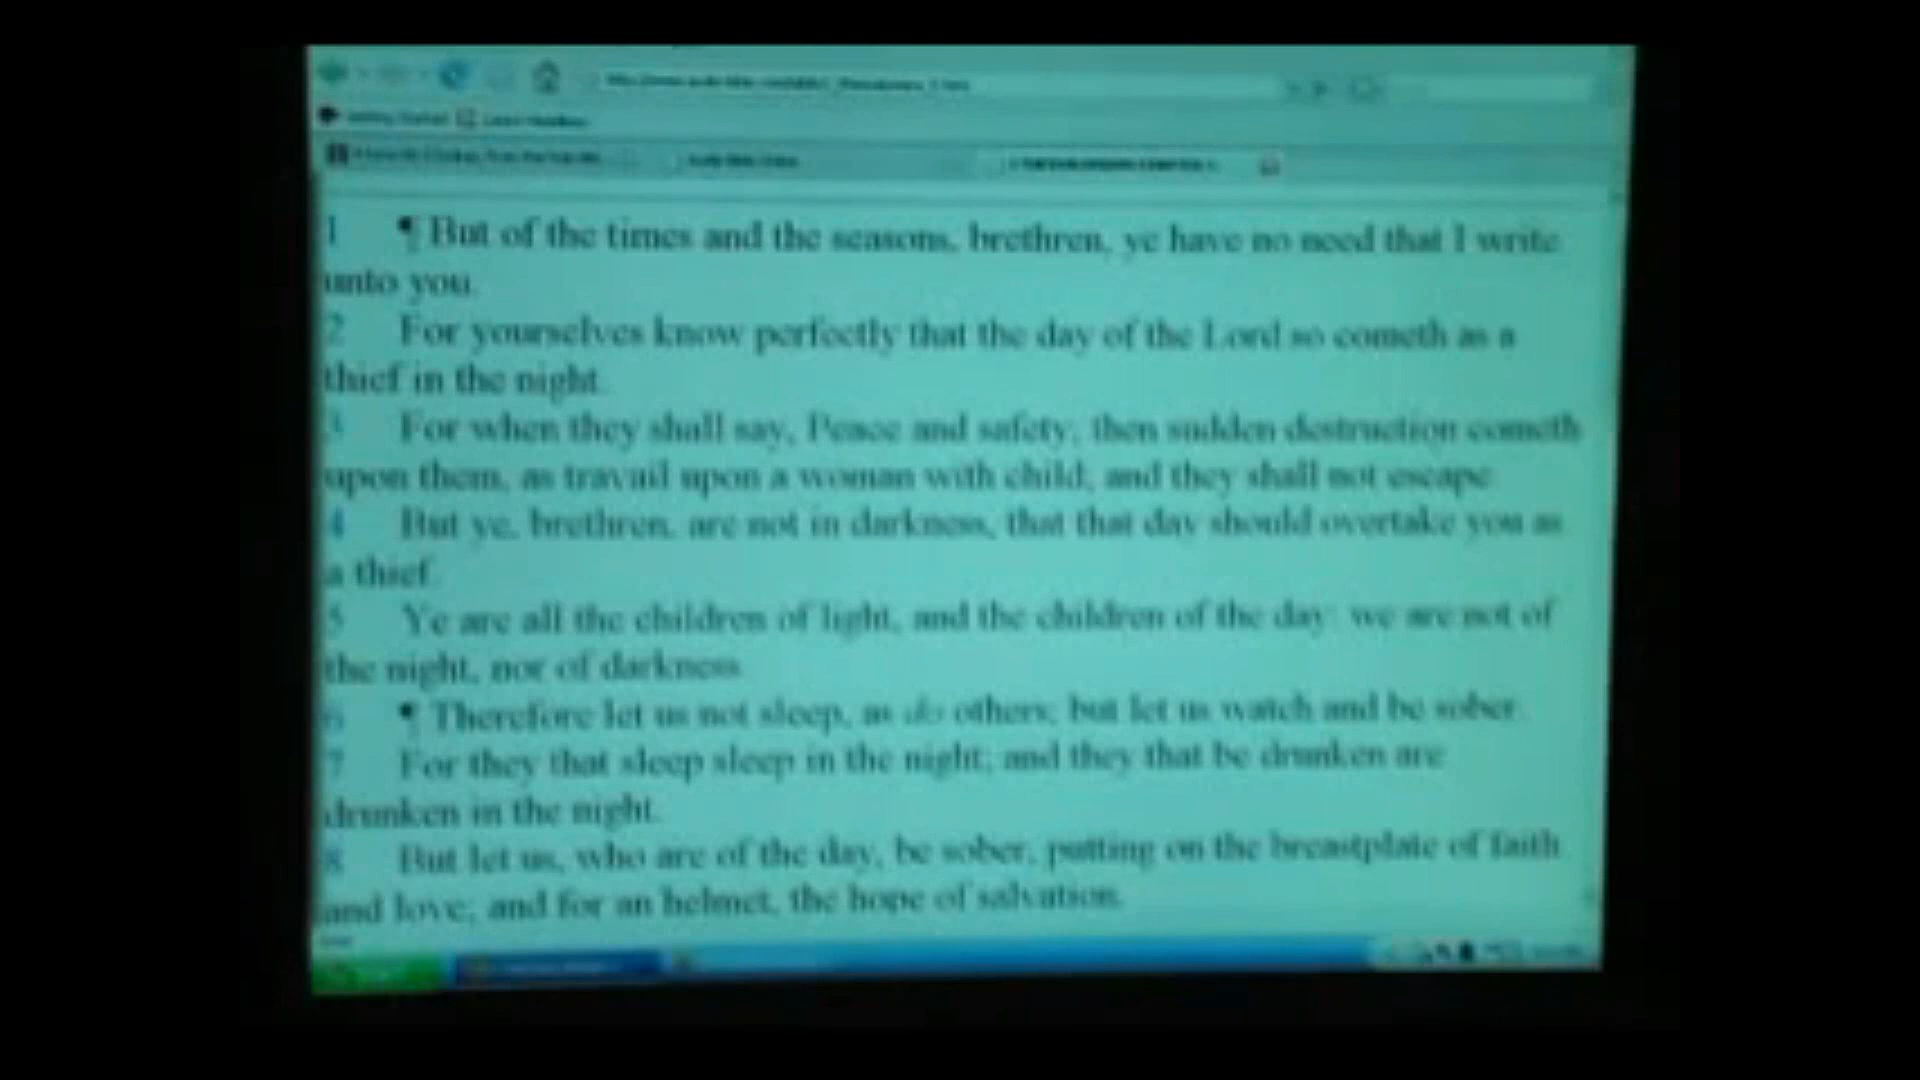 1 ¶ But of the times and the seasons, brethren, ye have no need that I write
unto you.
2 For yourselves know perfectly that the day of the Lord so cometh as a
thief in the night.
3 For when they shall say, Peace and safety; then sudden destruction cometh
upon them, as travail upon a woman with child; and they shall not escape.
4 But ye, brethren, are not in darkness, that that day should overtake you as
a thief.
5 Ye are all the children of light, and the children of the day: we are not of
the night, nor of darkness.
6 ¶ Therefore let us not sleep, as do others; but let us watch and be sober.
7 For they that sleep sleep in the night; and they that be drunken are
drunken in the night.
8 But let us, who are of the day, be sober, putting on the breastplate of faith
and love; and for an helmet, the hope of salvation.